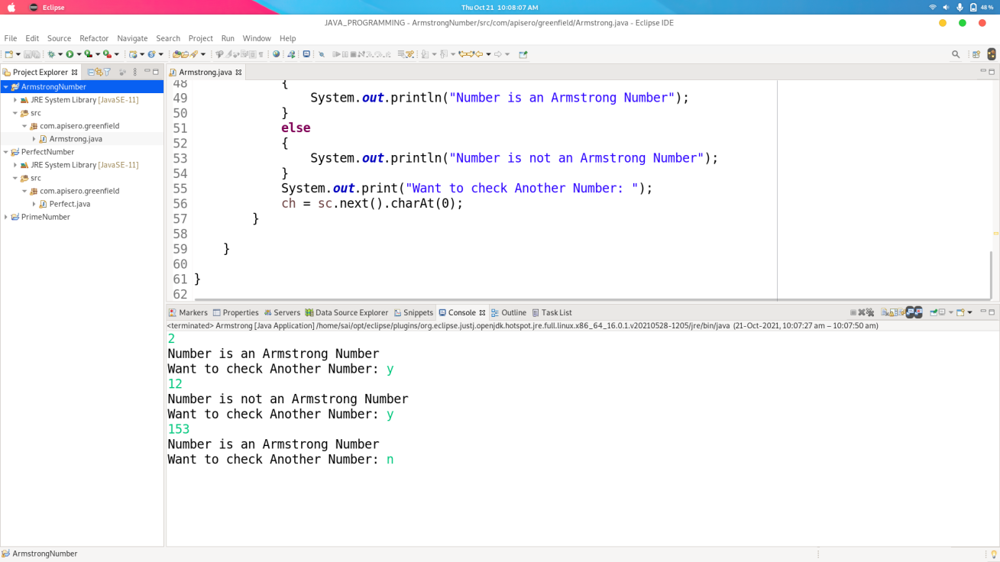 Eclipse
Thu Oct 21 10:08:07 AM
48 %
JAVA_PROGRAMMING - ArmstrongNumber/src/com/apisero/greenfield/Armstrong.java - Eclipse IDE
File Edit Source Refactor Navigate Search Project Run Window Help
Project Explorer
ArmstrongNumber
JRE System Library [JavaSE-11]
src
com.apisero.greenfield
Armstrong.java
PerfectNumber
JRE System Library [JavaSE-11]
src
com.apisero.greenfield
Perfect.java
PrimeNumber
Armstrong.java
48 {
49 System.out.println("Number is an Armstrong Number");
50 }
51 else
52 {
53 System.out.println("Number is not an Armstrong Number");
54 }
55 System.out.print("Want to check Another Number: ");
56 ch = sc.next().charAt(0);
57 }
58
59 }
60
61 }
62
Markers Properties Servers Data Source Explorer Snippets Console Outline Task List
<terminated> Armstrong [Java Application] /home/sai/opt/eclipse/plugins/org.eclipse.justj.openjdk.hotspot.jre.full.linux.x86_64_16.0.1.v20210528-1205/jre/bin/java (21-Oct-2021, 10:07:27 am – 10:07:50 am)
2
Number is an Armstrong Number
Want to check Another Number: y
12
Number is not an Armstrong Number
Want to check Another Number: y
153
Number is an Armstrong Number
Want to check Another Number: n
ArmstrongNumber